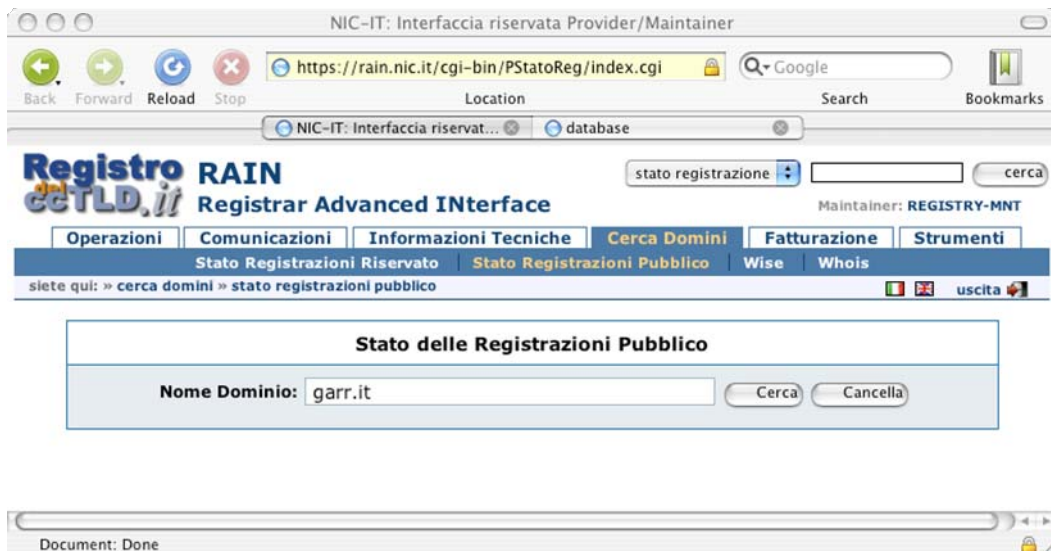 NIC-IT: Interfaccia riservata Provider/Maintainer
https://rain.nic.it/cgi-bin/PStatoReg/index.cgi
Google
Back Forward Reload Stop Location Search Bookmarks
NIC-IT: Interfaccia riservat... database
Registro del ccTLD.it
RAIN
Registrar Advanced INterface
stato registrazione cerca
Maintainer: REGISTRY-MNT
Operazioni Comunicazioni Informazioni Tecniche Cerca Domini Fatturazione Strumenti
Stato Registrazioni Riservato Stato Registrazioni Pubblico Wise Whois
siete qui: » cerca domini » stato registrazioni pubblico uscita
Stato delle Registrazioni Pubblico
Nome Dominio: garr.it Cerca Cancella
Document: Done